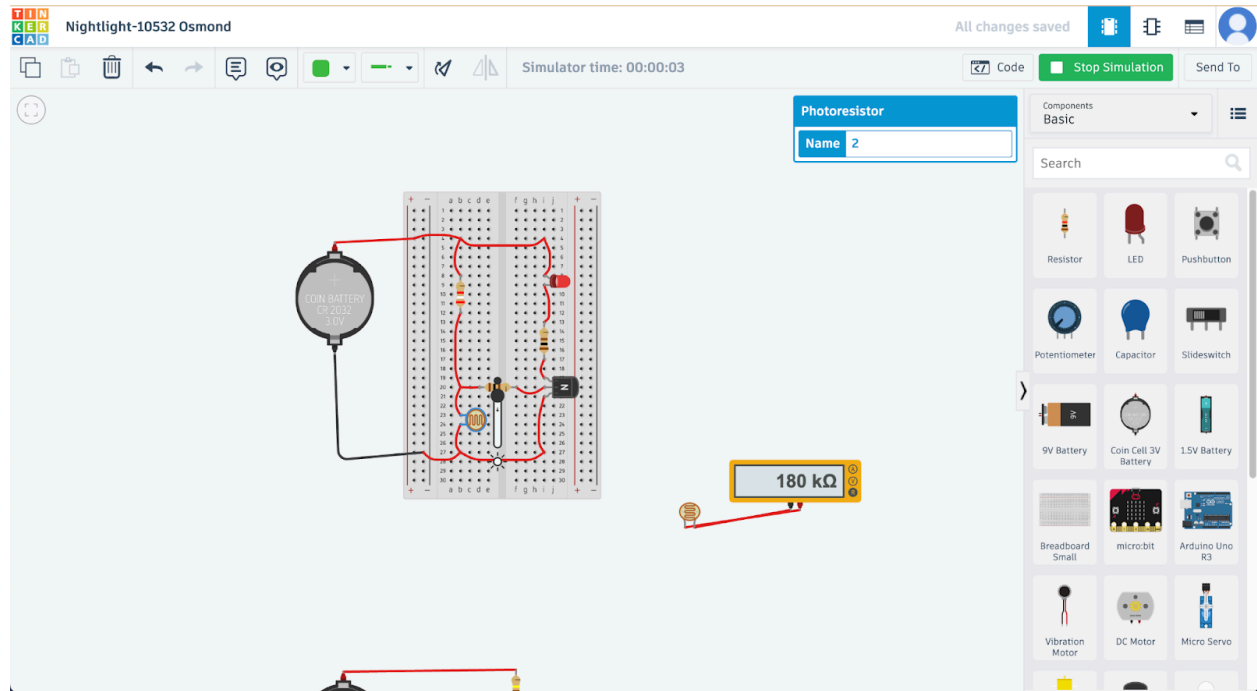 TIN
KER
CAD
Nightlight-10532 Osmond
All changes saved
Simulator time: 00:00:03
Code
Stop Simulation
Send To
Photoresistor
Name 2
Components
Basic
Search
Resistor
LED
Pushbutton
Potentiometer
Capacitor
Slideswitch
9V
9V Battery
Coin Cell 3V
Battery
1.5V Battery
Breadboard
Small
micro:bit
Arduino Uno
R3
Vibration
Motor
DC Motor
Micro Servo
COIN BATTERY
CR 2032
3.0V
+ − a b c d e f g h i j + −
N
+ − a b c d e f g h i j + −
180 kΩ